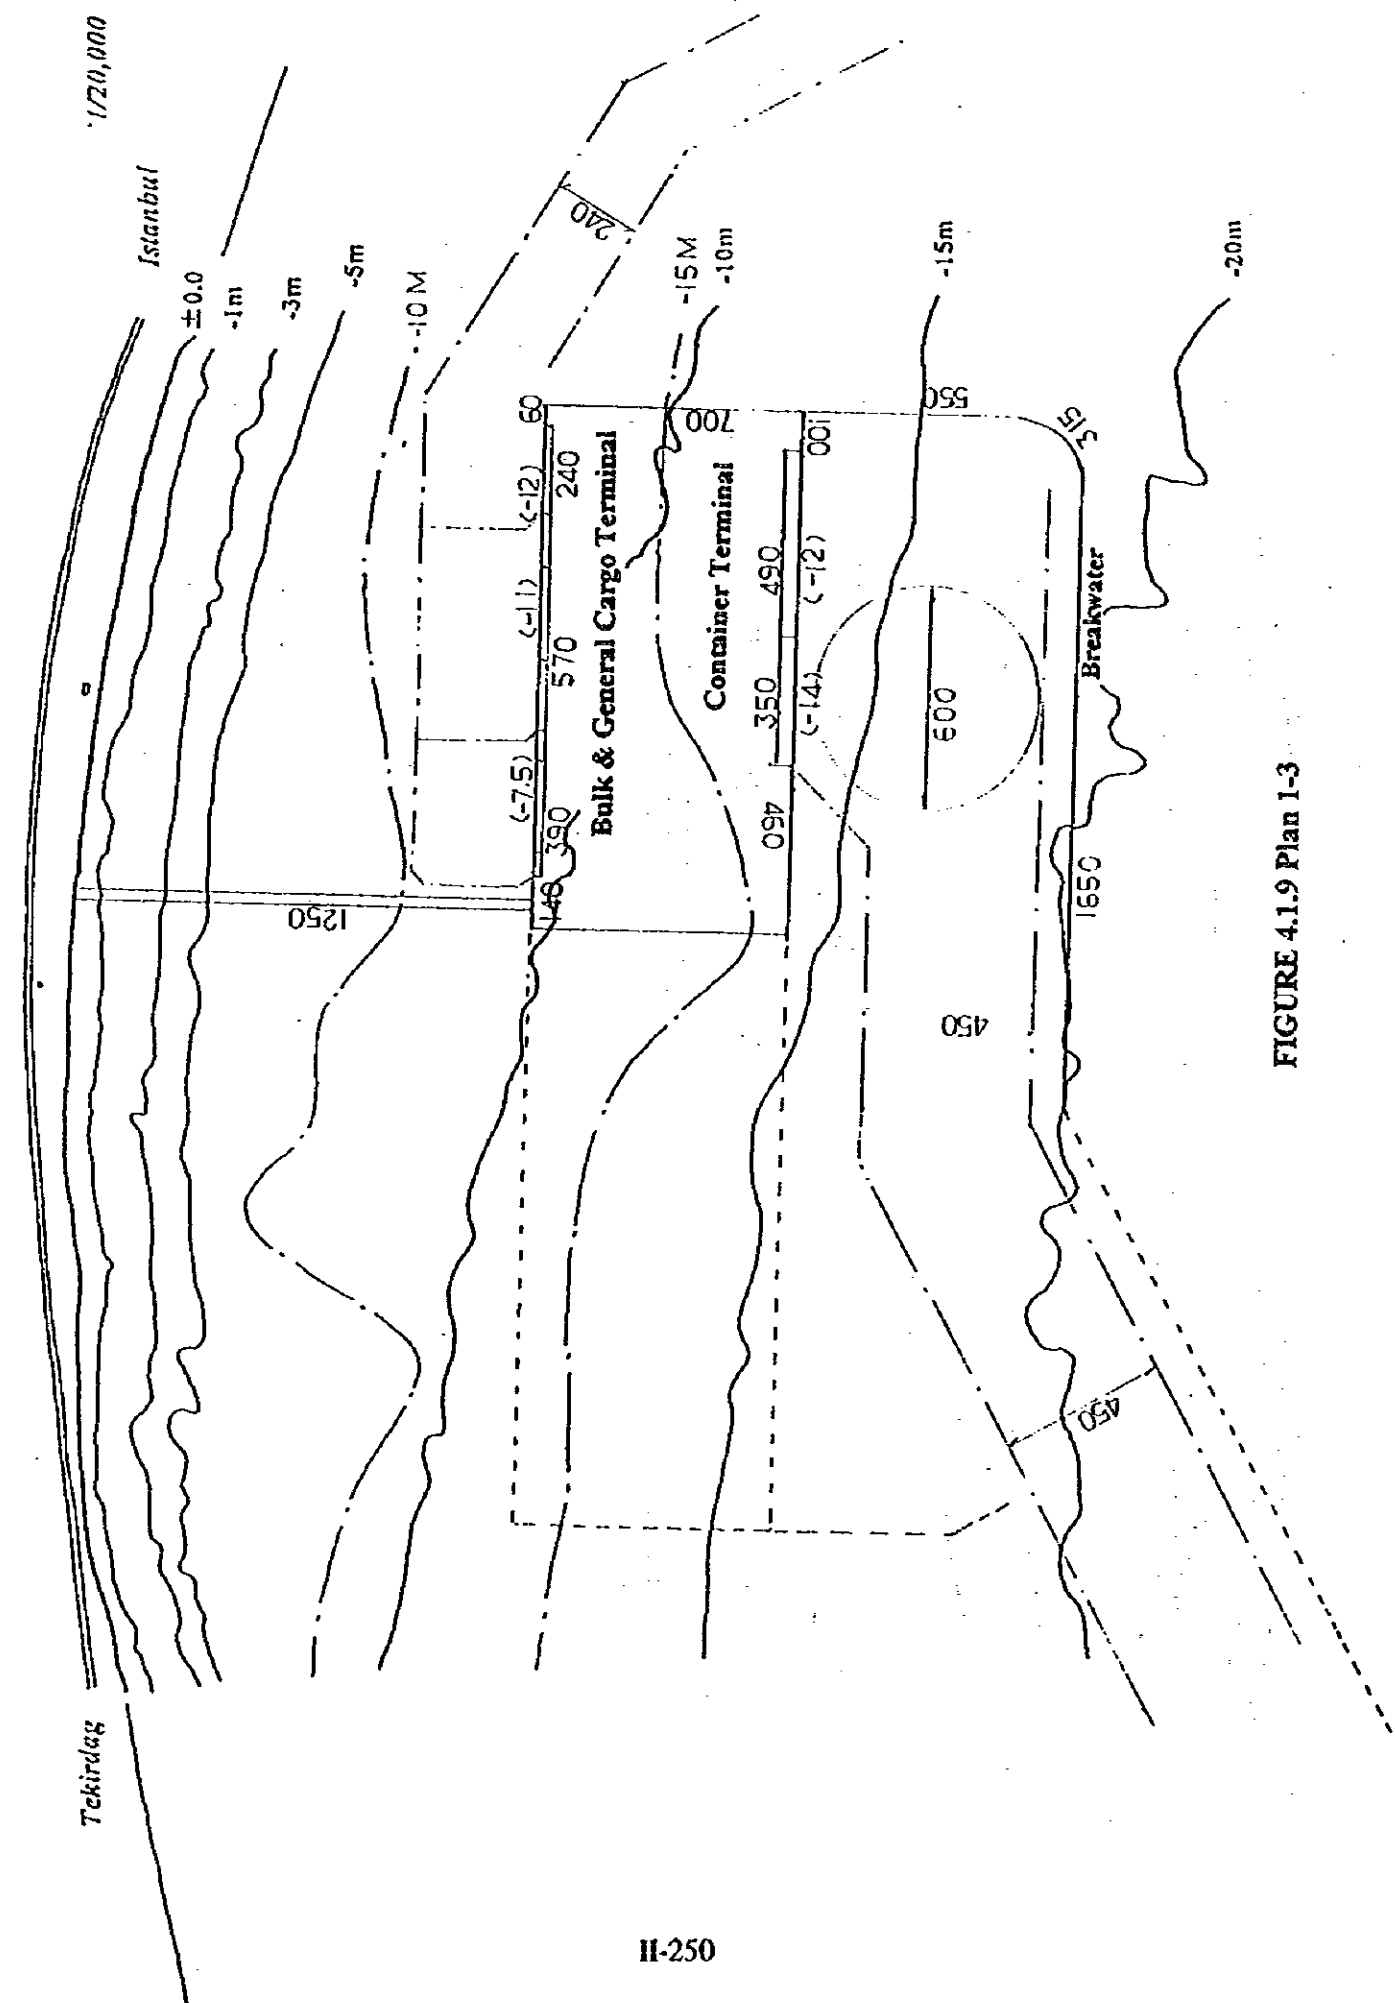 1/20,000
Istanbul
Tekirdag
±0.0
-1m
-3m
-5m
-10M
-15M
-10m
-15m
-20m
240
1250
60
(-12)
240
(-11)
570
(-7.5)
390
140
Bulk & General Cargo Terminal
700
Container Terminal
100
490
(-12)
350
(-14)
460
550
315
600
Breakwater
1650
450
450
FIGURE 4.1.9 Plan 1-3
II-250